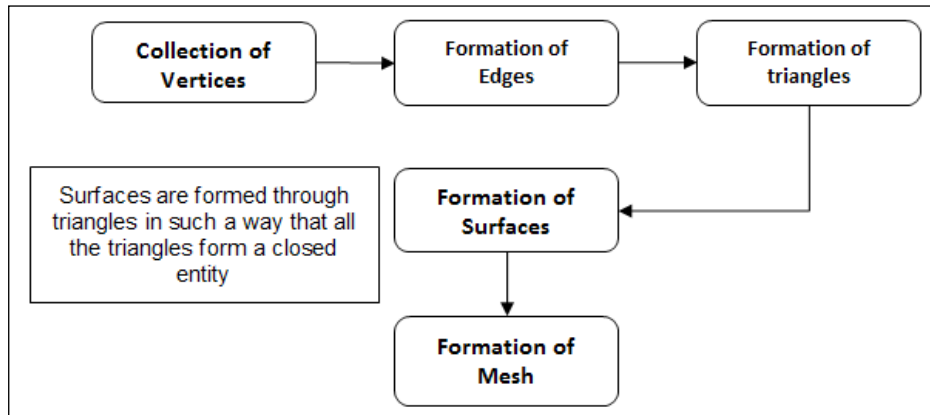 Collection of
Vertices
Formation of
Edges
Formation of
triangles
Surfaces are formed through
triangles in such a way that all
the triangles form a closed
entity
Formation of
Surfaces
Formation of
Mesh